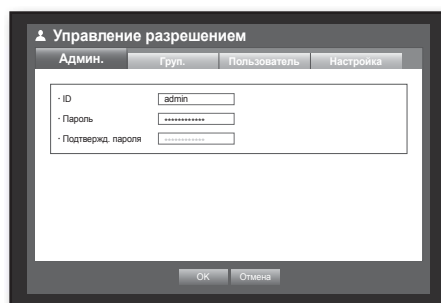 Управление разрешением
Админ. Груп. Пользователь Настройка
· ID admin
· Пароль ************
· Подтвержд. пароля ************
OK Отмена